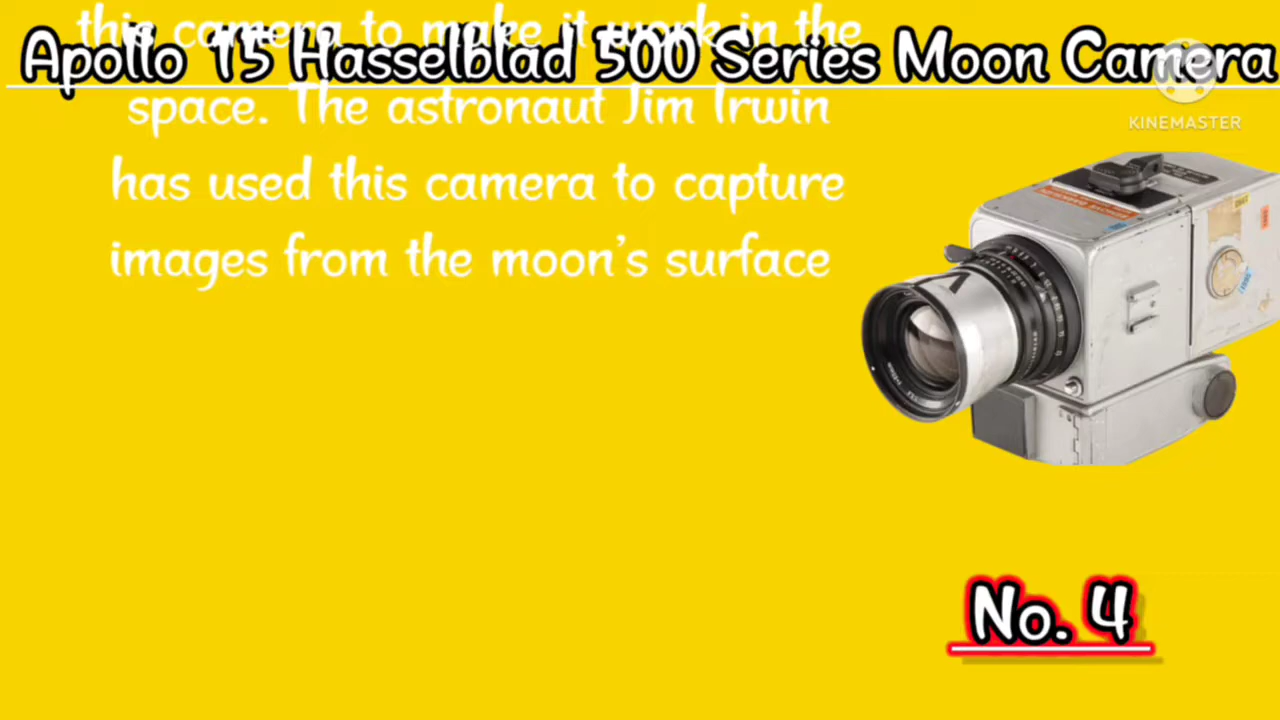 this camera to make it work in the
Apollo 15 Hasselblad 500 Series Moon Camera
KINEMASTER
space. The astronaut Jim Irwin
has used this camera to capture
images from the moon's surface
No. 4